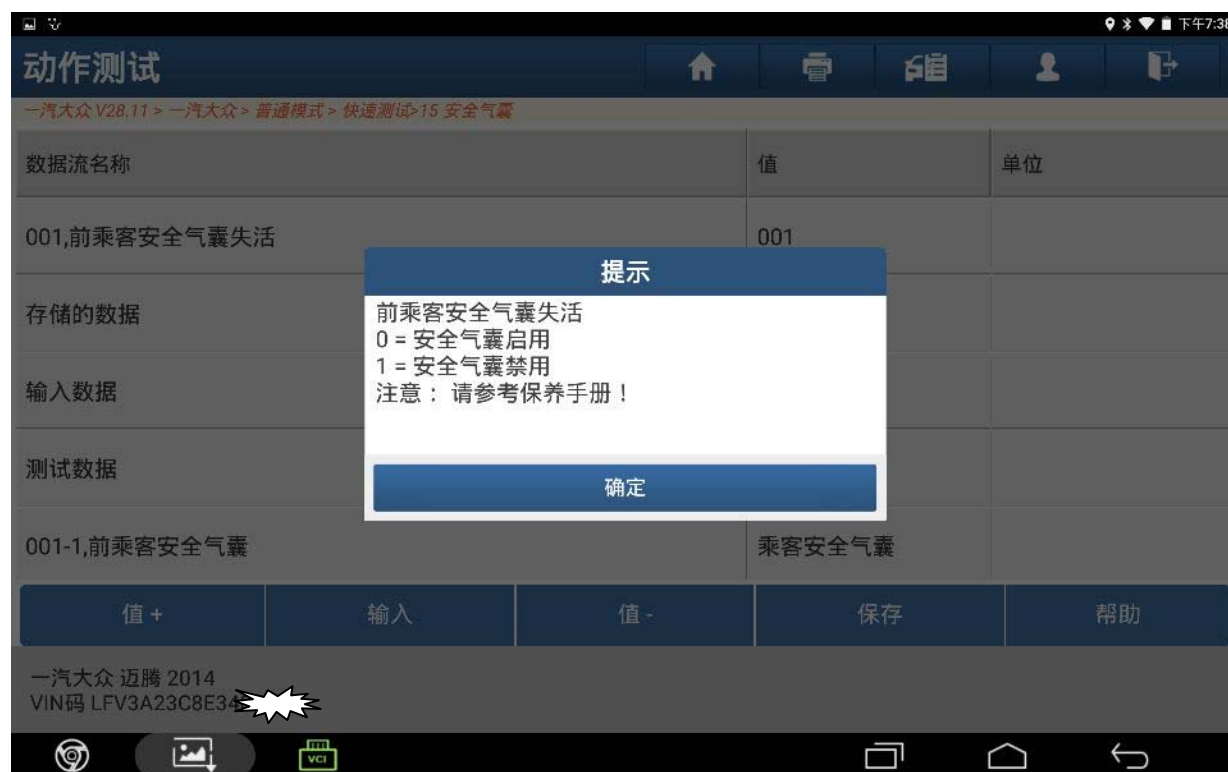 下午7:38
动作测试
一汽大众 V28.11 > 一汽大众 > 普通模式 > 快速测试>15 安全气囊
数据流名称 值 单位
001,前乘客安全气囊失活 001
提示
前乘客安全气囊失活
0 = 安全气囊启用
1 = 安全气囊禁用
注意： 请参考保养手册！
确定
存储的数据
输入数据
测试数据
001-1,前乘客安全气囊 乘客安全气囊
值 + 输入 值 - 保存 帮助
一汽大众 迈腾 2014
VIN码 LFV3A23C8E34
VCI